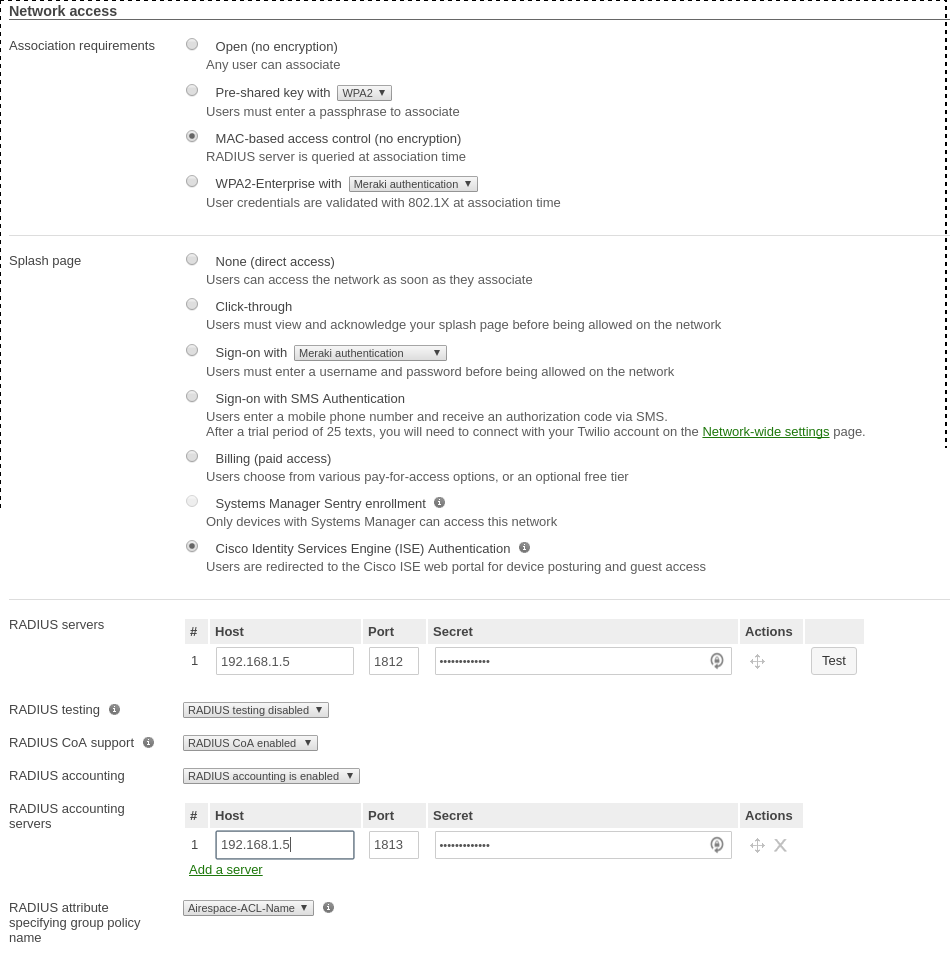 Network access
Association requirements
Open (no encryption)
Any user can associate
Pre-shared key with WPA2 ▼
Users must enter a passphrase to associate
MAC-based access control (no encryption)
RADIUS server is queried at association time
WPA2-Enterprise with Meraki authentication ▼
User credentials are validated with 802.1X at association time
Splash page
None (direct access)
Users can access the network as soon as they associate
Click-through
Users must view and acknowledge your splash page before being allowed on the network
Sign-on with Meraki authentication ▼
Users must enter a username and password before being allowed on the network
Sign-on with SMS Authentication
Users enter a mobile phone number and receive an authorization code via SMS.
After a trial period of 25 texts, you will need to connect with your Twilio account on the Network-wide settings page.
Billing (paid access)
Users choose from various pay-for-access options, or an optional free tier
Systems Manager Sentry enrollment i
Only devices with Systems Manager can access this network
Cisco Identity Services Engine (ISE) Authentication i
Users are redirected to the Cisco ISE web portal for device posturing and guest access
RADIUS servers
# Host Port Secret Actions
1 192.168.1.5 1812 ••••••••••••• Test
RADIUS testing i RADIUS testing disabled ▼
RADIUS CoA support i RADIUS CoA enabled ▼
RADIUS accounting RADIUS accounting is enabled ▼
RADIUS accounting
servers
# Host Port Secret Actions
1 192.168.1.5 1813 ••••••••••••• X
Add a server
RADIUS attribute
specifying group policy
name
Airespace-ACL-Name ▼ i